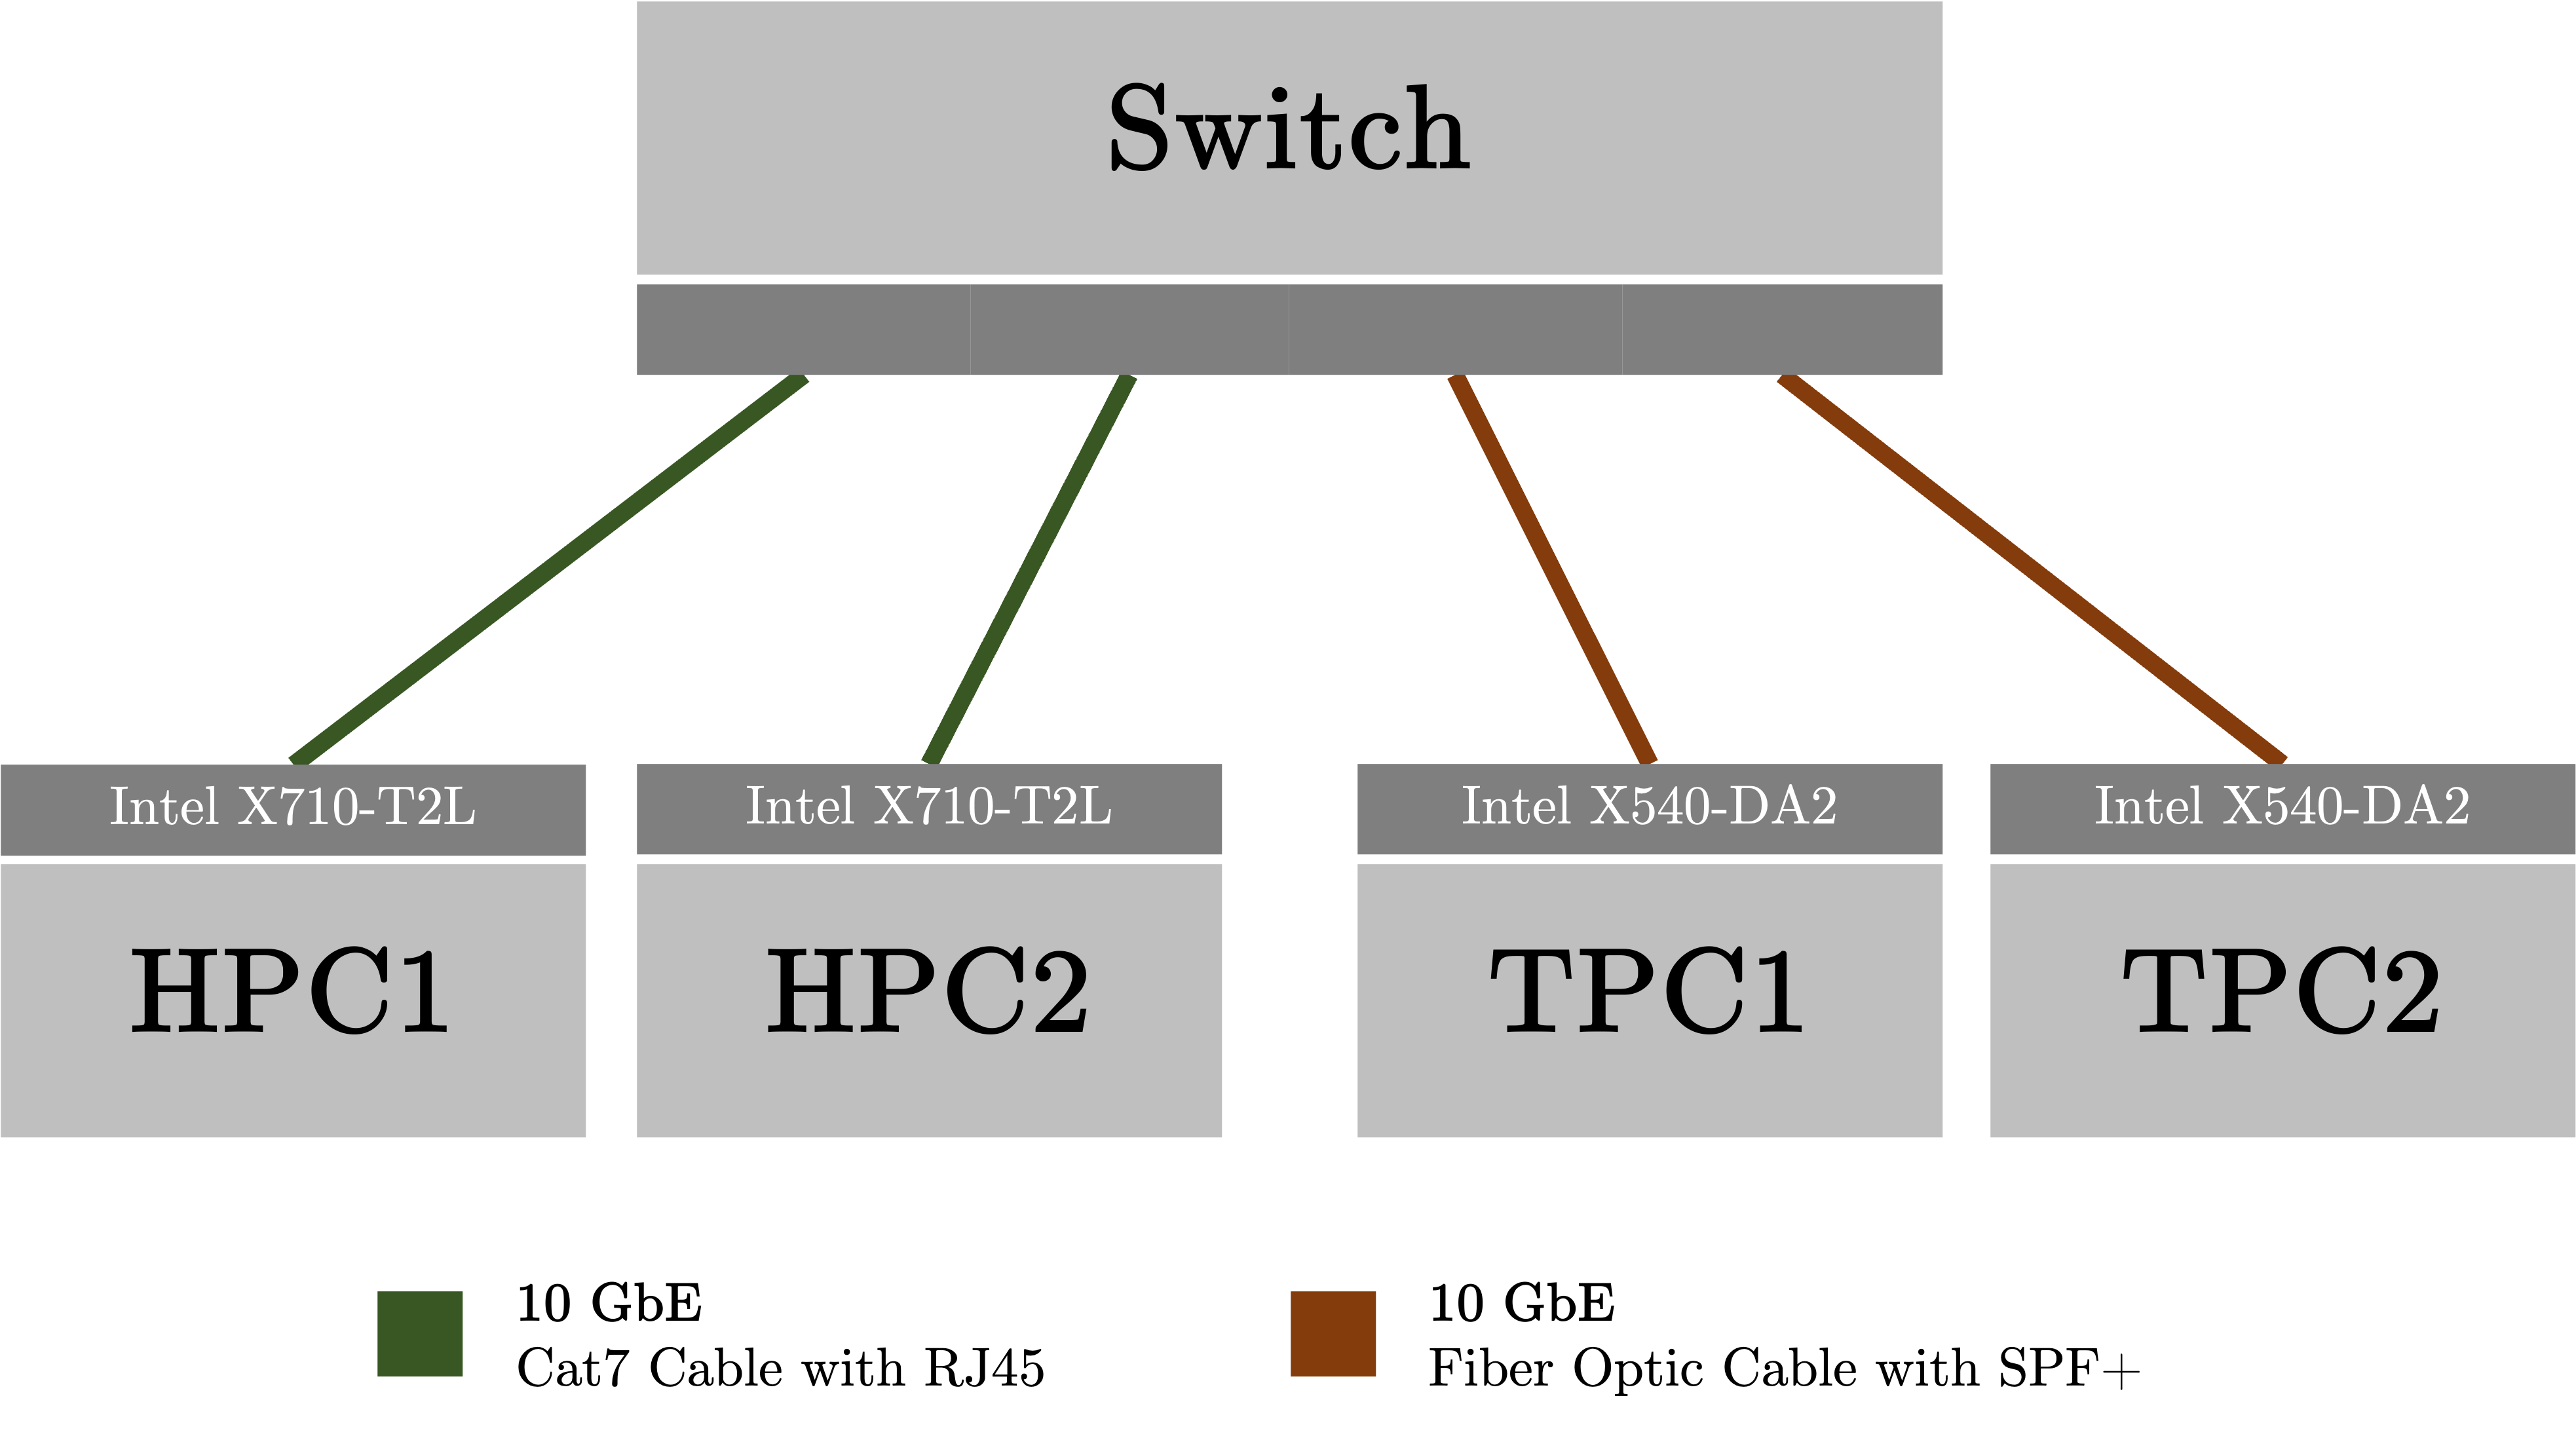 Switch
Intel X710-T2L
Intel X710-T2L
Intel X540-DA2
Intel X540-DA2
HPC1
HPC2
TPC1
TPC2
10 GbE
Cat7 Cable with RJ45
10 GbE
Fiber Optic Cable with SPF+